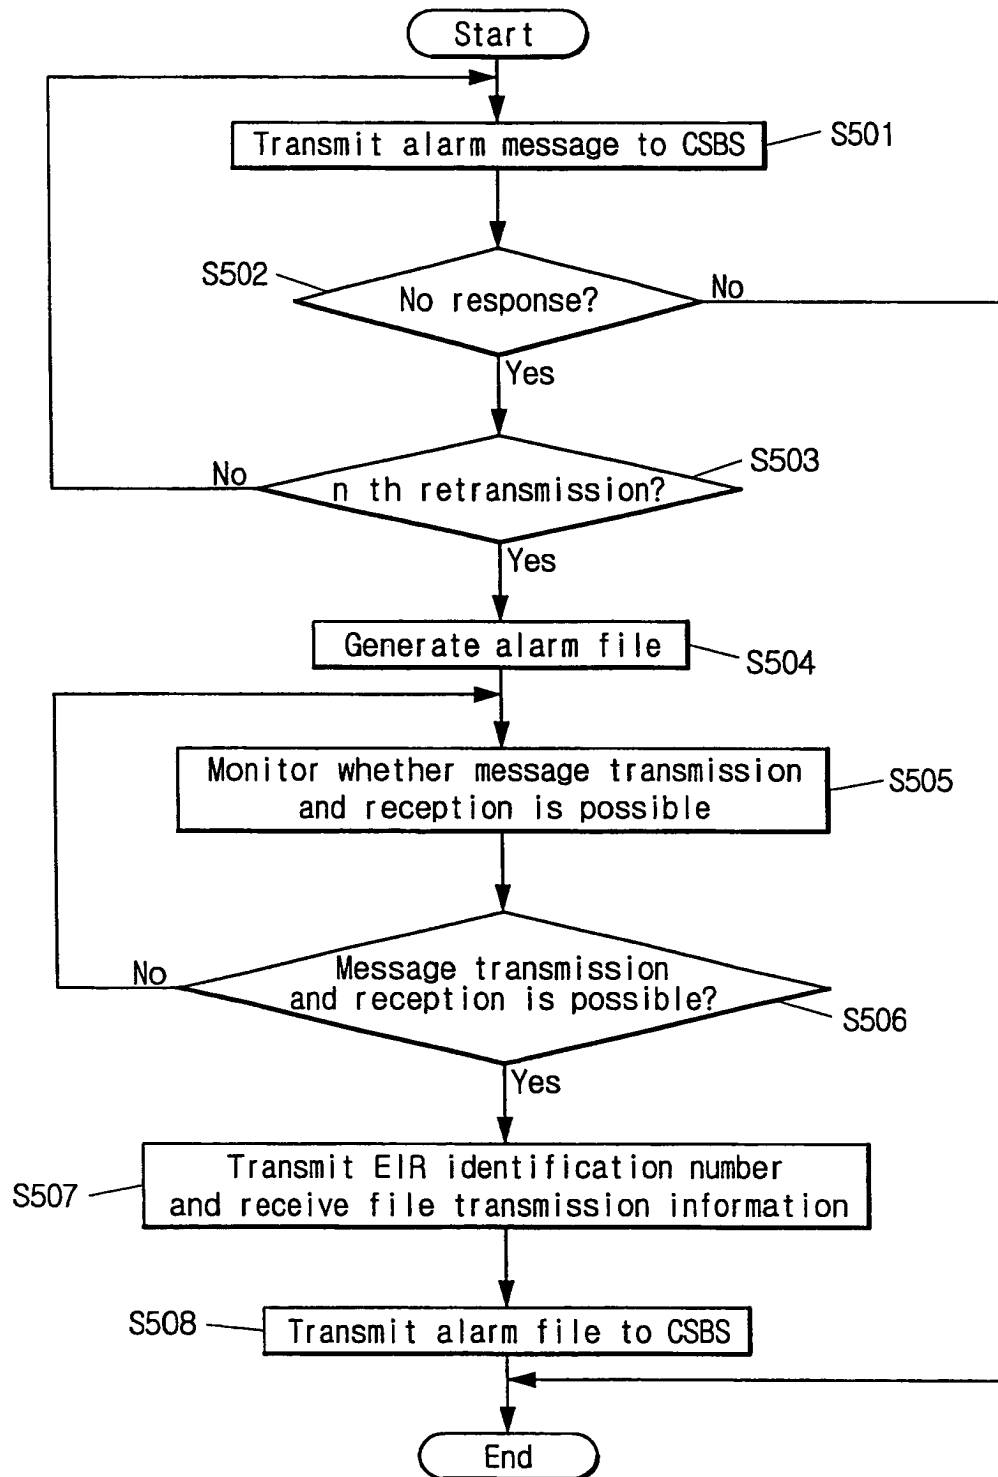 Start
Transmit alarm message to CSBS
S501
S502
No response?
No
Yes
S503
No
n th retransmission?
Yes
Generate alarm file
S504
Monitor whether message transmission
and reception is possible
S505
No
Message transmission
and reception is possible?
S506
Yes
S507
Transmit EIR identification number
and receive file transmission information
S508
Transmit alarm file to CSBS
End